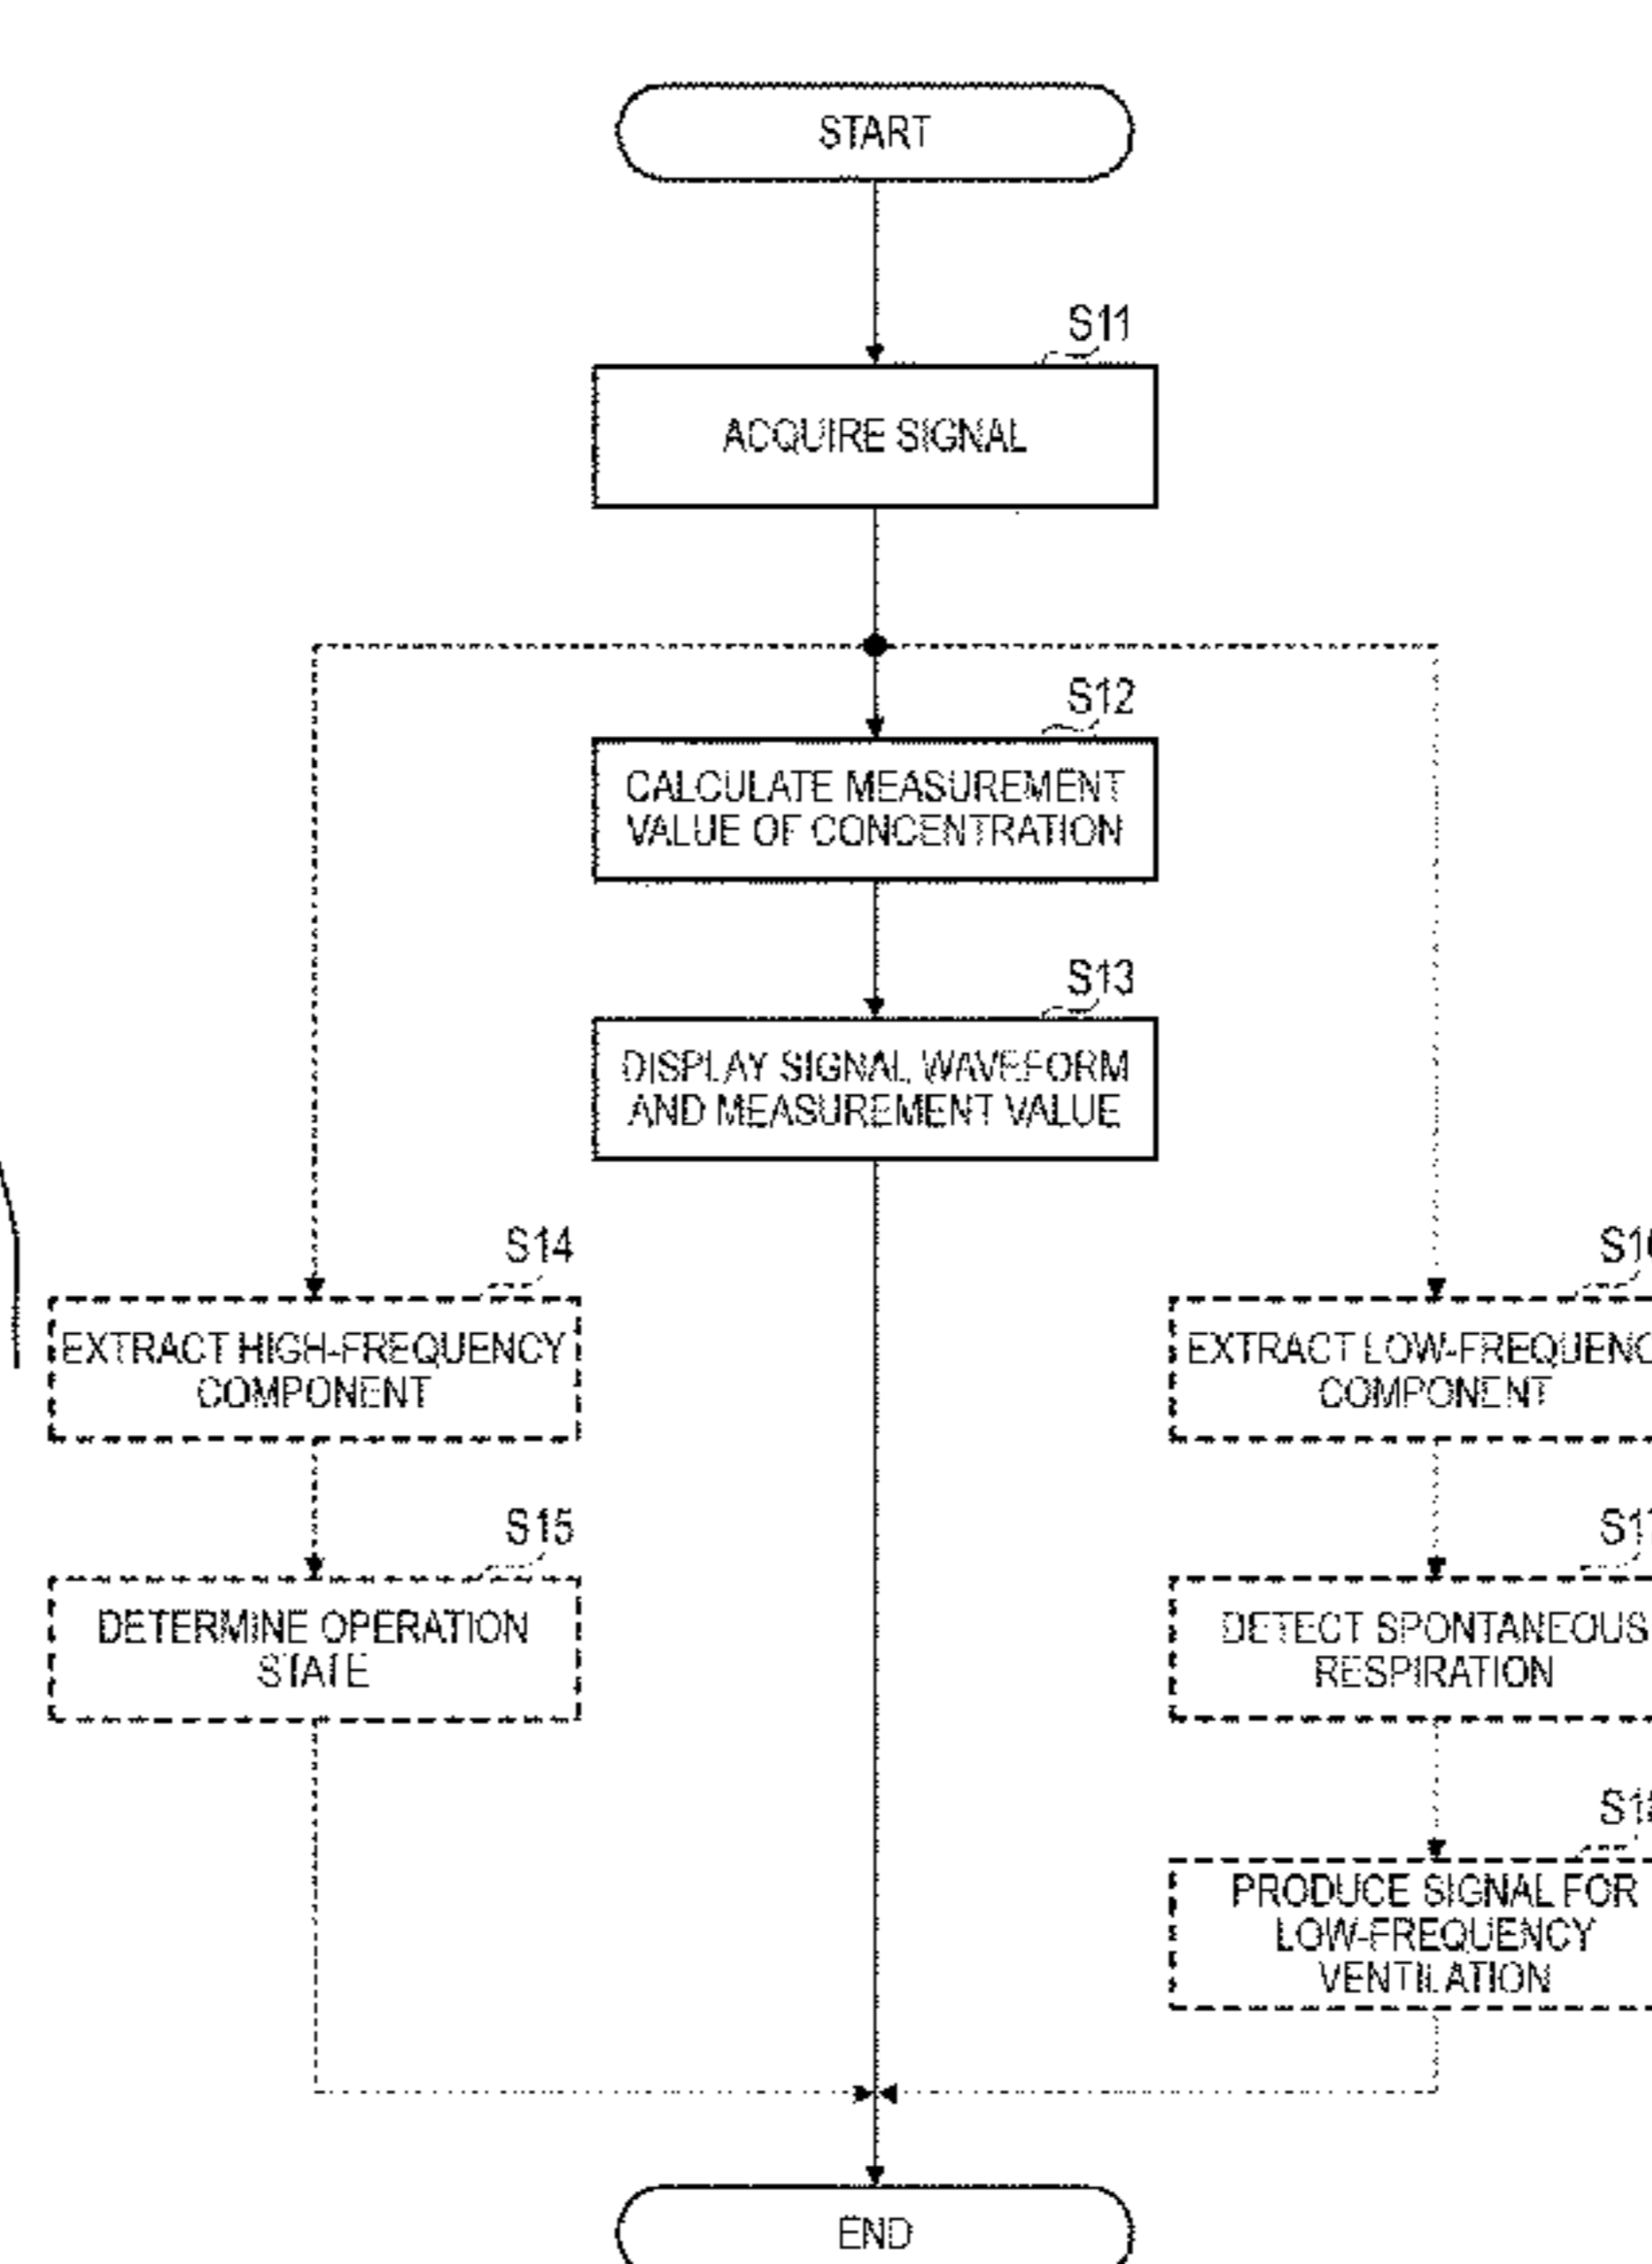 START
S11
ACQUIRE SIGNAL
S12
CALCULATE MEASUREMENT
VALUE OF CONCENTRATION
S13
DISPLAY SIGNAL WAVEFORM
AND MEASUREMENT VALUE
S14
EXTRACT HIGH-FREQUENCY
COMPONENT
S15
DETERMINE OPERATION
STATE
EXTRACT LOW-FREQUENC
COMPONENT
DETECT SPONTANEOUS
RESPIRATION
PRODUCE SIGNAL FOR
LOW-FREQUENCY
VENTILATION
END